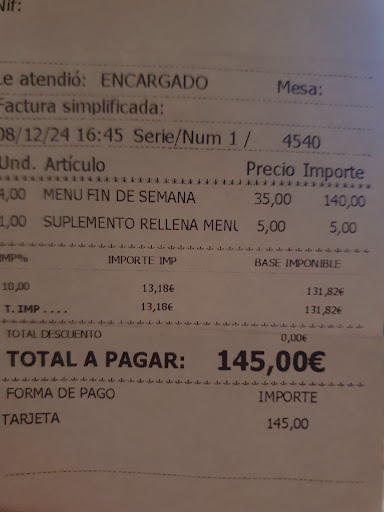 Nif:
Le atendió: ENCARGADO Mesa:
Factura simplificada:
08/12/24 16:45 Serie/Num 1 / 4540
Und. Artículo Precio Importe
4,00 MENU FIN DE SEMANA 35,00 140,00
1,00 SUPLEMENTO RELLENA MENU 5,00 5,00
IMP% IMPORTE IMP BASE IMPONIBLE
10,00 13,18€ 131,82€
T. IMP .... 13,18€ 131,82€
TOTAL DESCUENTO 0,00€
TOTAL A PAGAR: 145,00€
FORMA DE PAGO IMPORTE
TARJETA 145,00